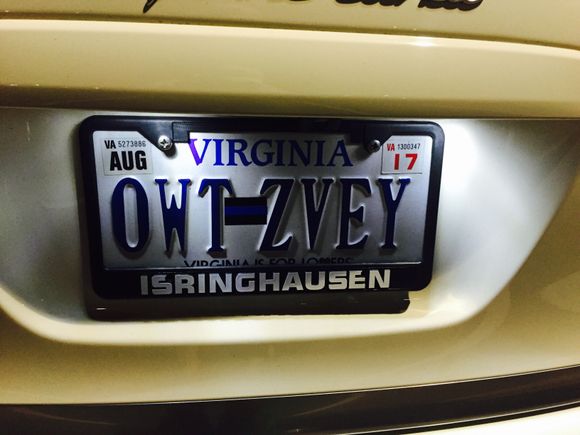 VA 5273886
AUG
VIRGINIA
VA 1300347
17
OWT ZVEY
VIRGINIA IS FOR LOVERS
ISRINGHAUSEN